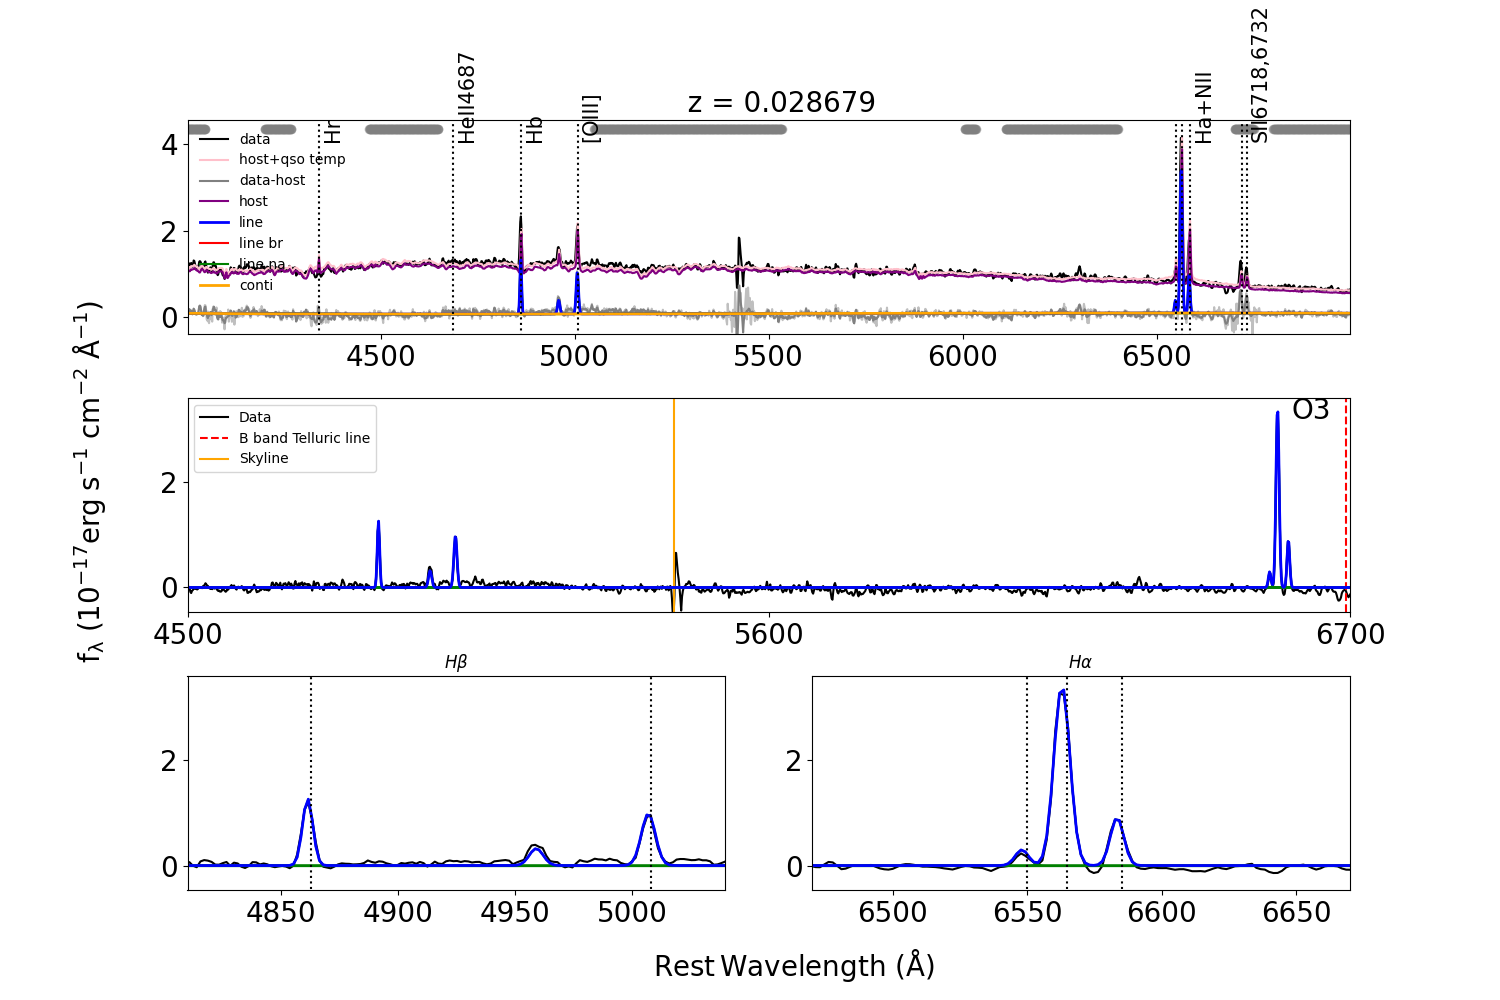 z = 0.028679
Hr
HeII4687
Hb
[OIII]
Ha+NII
SII6718,6732
data
host+qso temp
data-host
host
line
line br
line na
conti
4
2
0
4500
5000
5500
6000
6500
fλ (10⁻¹⁷erg s⁻¹ cm⁻² Å⁻¹)
Data
B band Telluric line
Skyline
O3
2
0
4500
5600
6700
Hβ
2
0
4850
4900
4950
5000
Hα
2
0
6500
6550
6600
6650
Rest Wavelength (Å)